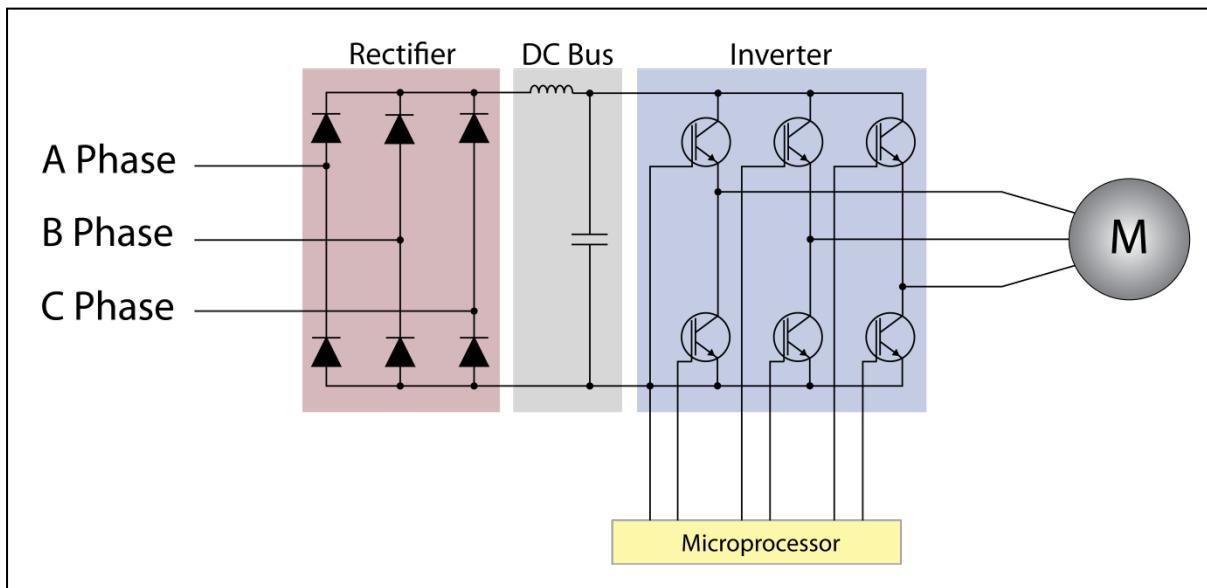 Rectifier
DC Bus
Inverter
A Phase
B Phase
C Phase
M
Microprocessor